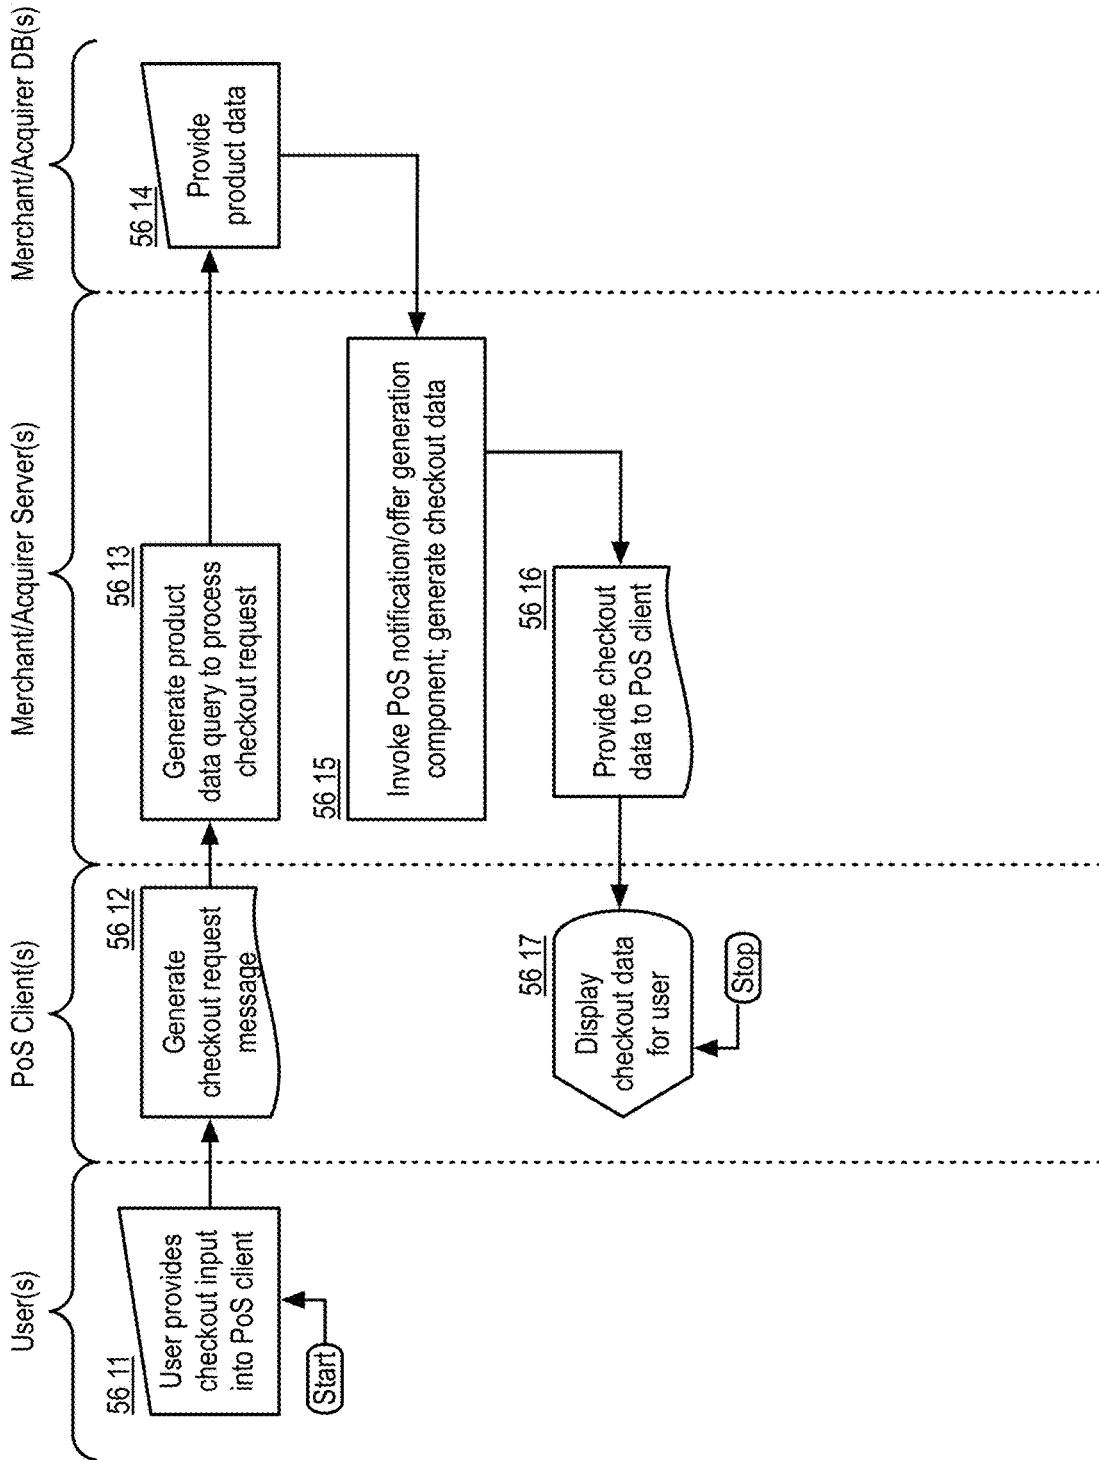 User(s)
PoS Client(s)
Merchant/Acquirer Server(s)
Merchant/Acquirer DB(s)
56 11
User provides
checkout input
into PoS client
Start
56 12
Generate
checkout request
message
56 13
Generate product
data query to process
checkout request
56 14
Provide
product data
56 15
Invoke PoS notification/offer generation
component; generate checkout data
56 16
Provide checkout
data to PoS client
56 17
Display
checkout data
for user
Stop